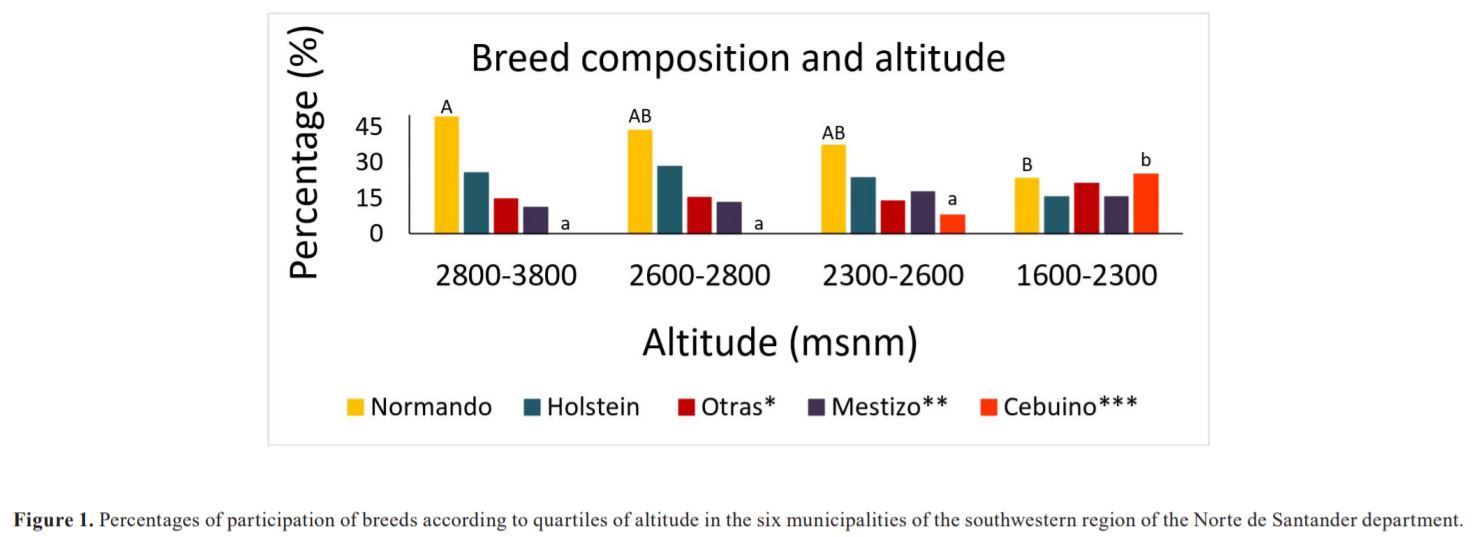 Breed composition and altitude
Percentage (%)
45
30
15
0
A
a
AB
a
AB
a
B
b
2800-3800
2600-2800
2300-2600
1600-2300
Altitude (msnm)
Normando
Holstein
Otras*
Mestizo**
Cebuino***
Figure 1. Percentages of participation of breeds according to quartiles of altitude in the six municipalities of the southwestern region of the Norte de Santander department.